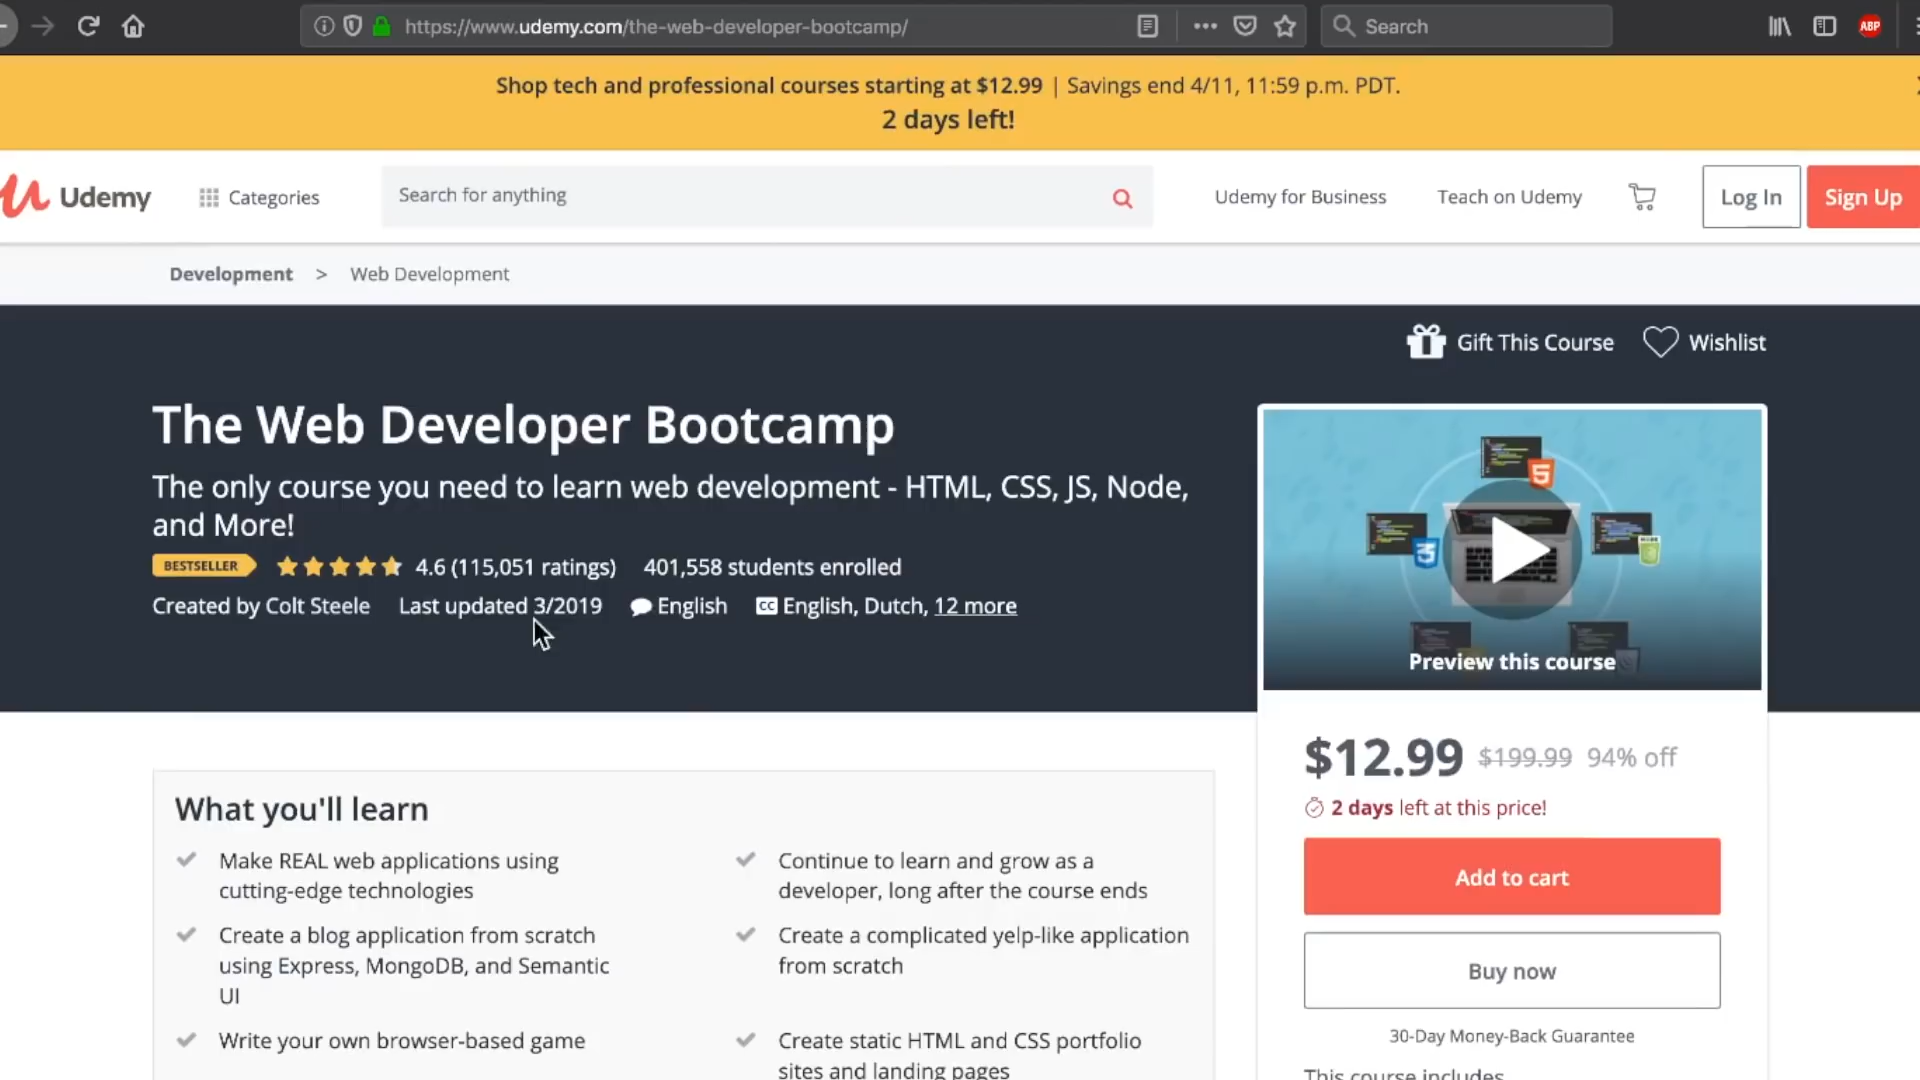 https://www.udemy.com/the-web-developer-bootcamp/
Search
ABP
Shop tech and professional courses starting at $12.99 | Savings end 4/11, 11:59 p.m. PDT.
2 days left!
Udemy
Categories
Search for anything
Udemy for Business
Teach on Udemy
Log In
Sign Up
Development > Web Development
Gift This Course
Wishlist
The Web Developer Bootcamp
The only course you need to learn web development - HTML, CSS, JS, Node,
and More!
BESTSELLER 4.6 (115,051 ratings) 401,558 students enrolled
Created by Colt Steele Last updated 3/2019 English CC English, Dutch, 12 more
Preview this course
$12.99 $199.99 94% off
2 days left at this price!
Add to cart
Buy now
30-Day Money-Back Guarantee
This course includes
What you'll learn
Make REAL web applications using
cutting-edge technologies
Create a blog application from scratch
using Express, MongoDB, and Semantic
UI
Write your own browser-based game
Continue to learn and grow as a
developer, long after the course ends
Create a complicated yelp-like application
from scratch
Create static HTML and CSS portfolio
sites and landing pages